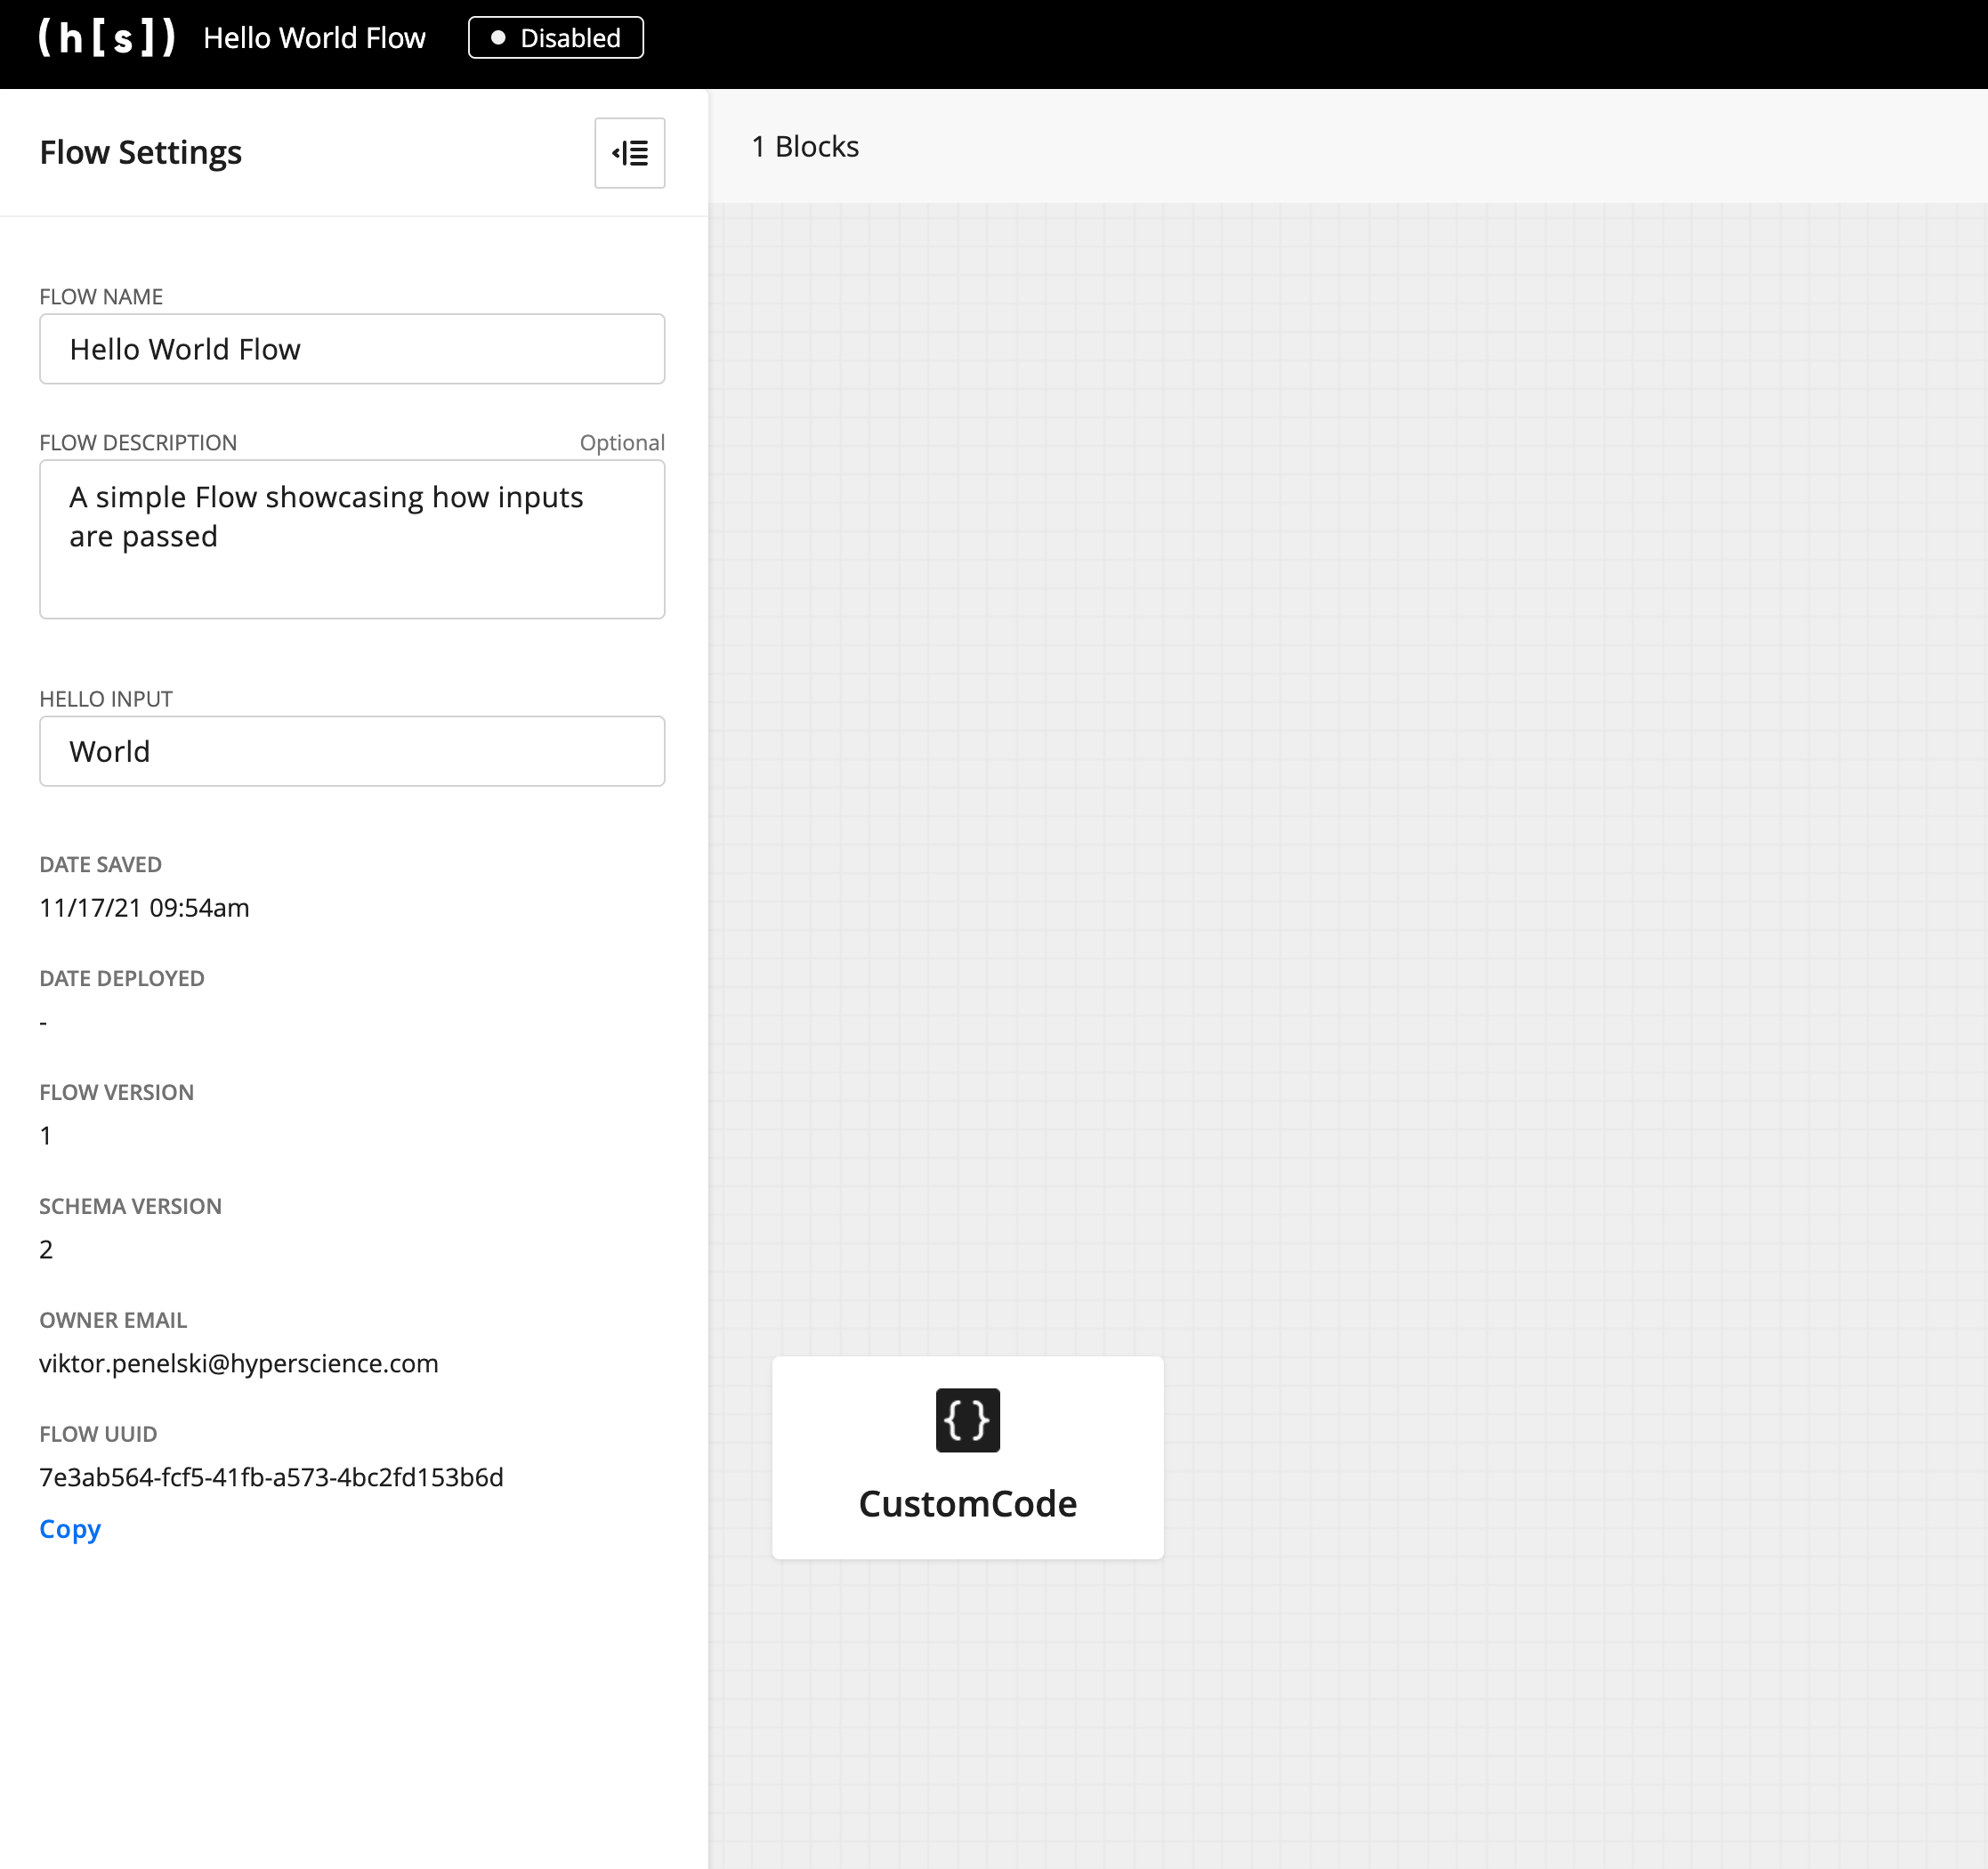 (h[s]) Hello World Flow Disabled
Flow Settings
1 Blocks
FLOW NAME
Hello World Flow
FLOW DESCRIPTION Optional
A simple Flow showcasing how inputs
are passed
HELLO INPUT
World
DATE SAVED
11/17/21 09:54am
DATE DEPLOYED
-
FLOW VERSION
1
SCHEMA VERSION
2
OWNER EMAIL
viktor.penelski@hyperscience.com
FLOW UUID
7e3ab564-fcf5-41fb-a573-4bc2fd153b6d
Copy
{}
CustomCode